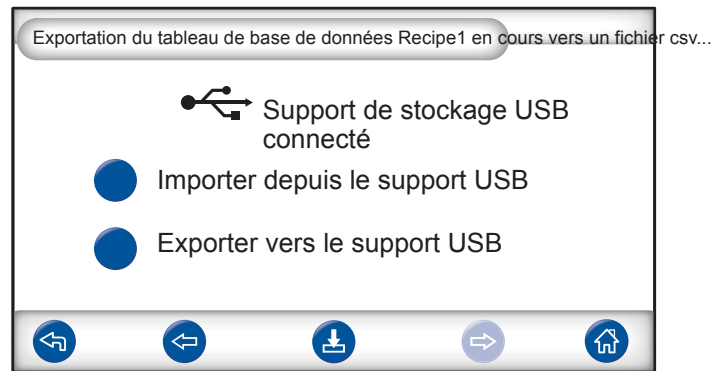 Exportation du tableau de base de données Recipe1 en cours vers un fichier csv...
Support de stockage USB
connecté
Importer depuis le support USB
Exporter vers le support USB